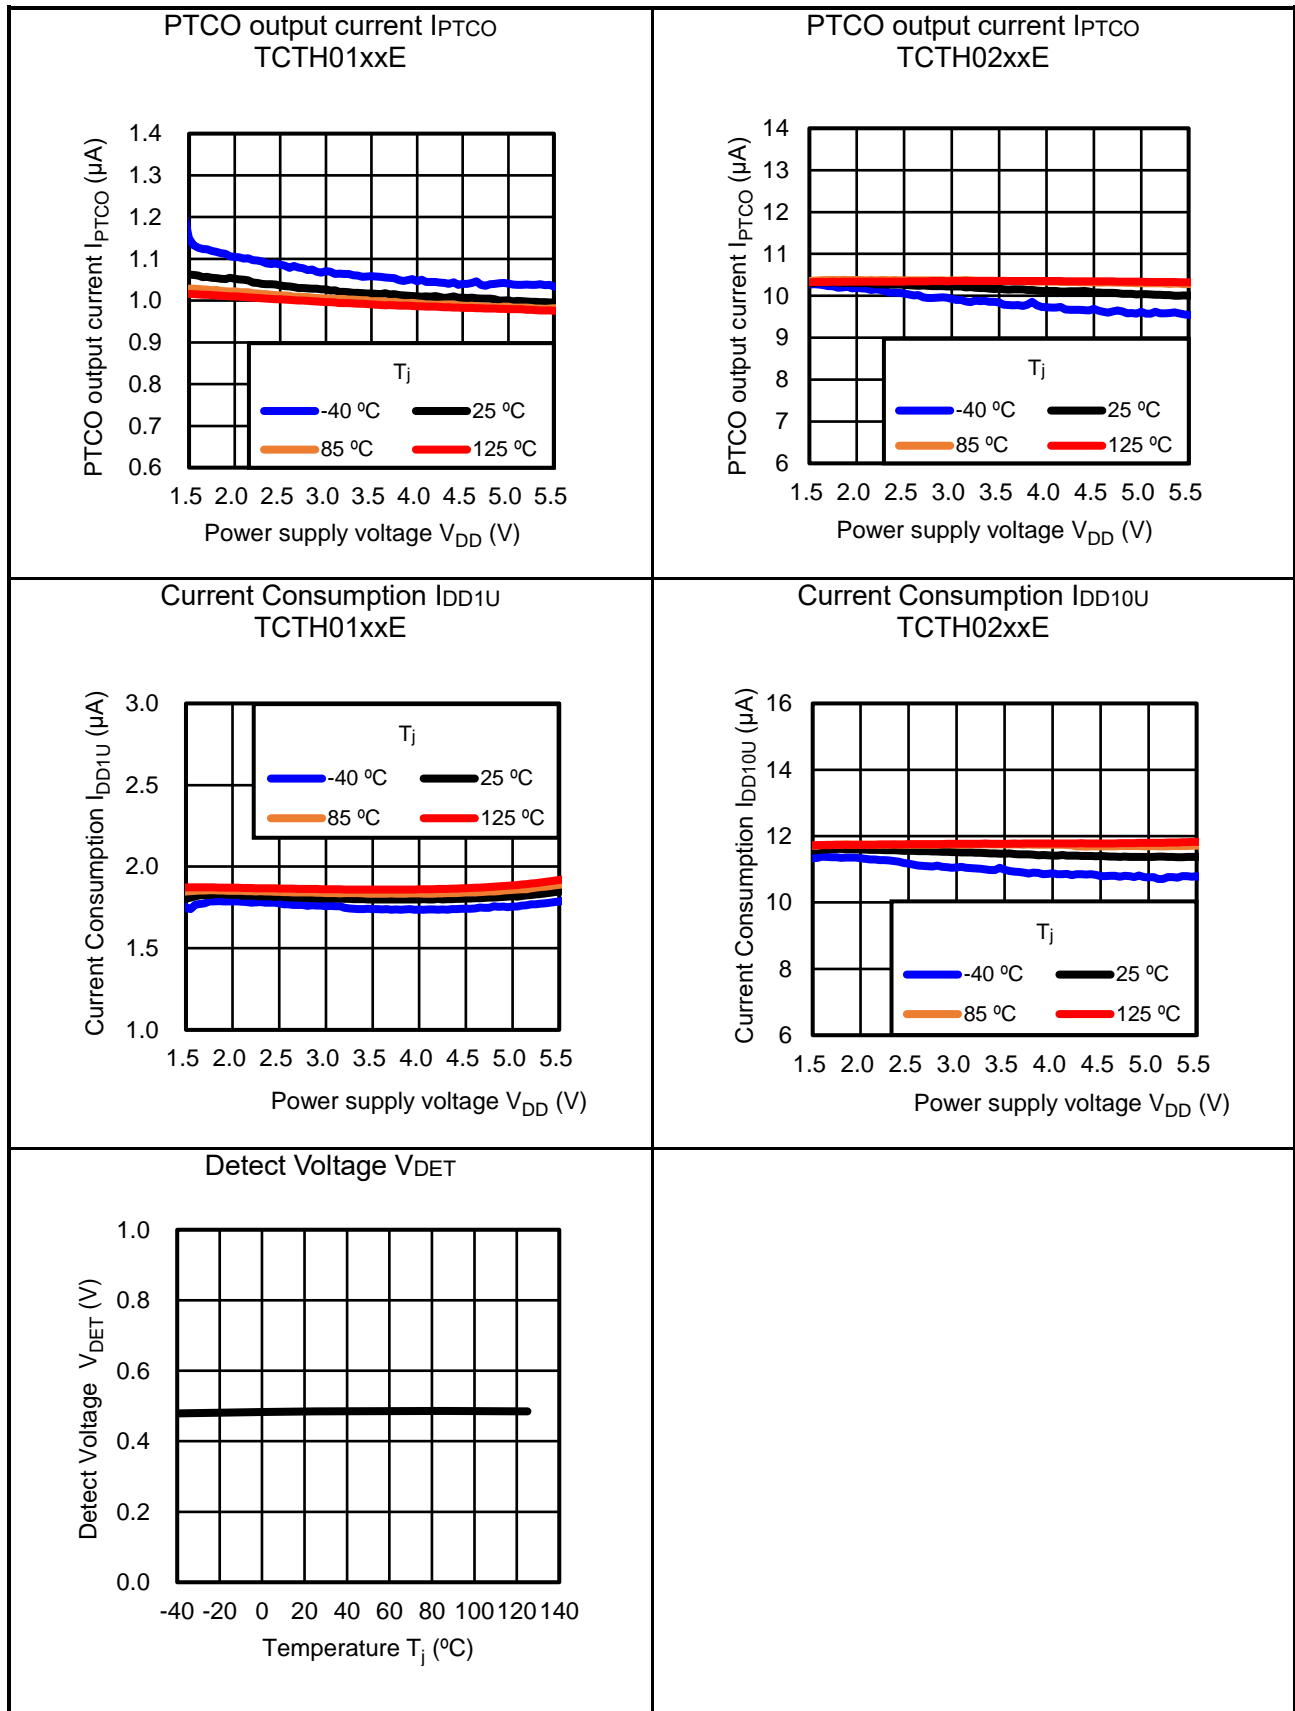 PTCO output current IPTCO
TCTH01xxE
PTCO output current IPTCO (µA)
1.4
1.3
1.2
1.1
1.0
0.9
0.8
0.7
0.6
Tj
-40 ºC
25 ºC
85 ºC
125 ºC
1.5 2.0 2.5 3.0 3.5 4.0 4.5 5.0 5.5
Power supply voltage VDD (V)
PTCO output current IPTCO
TCTH02xxE
PTCO output current IPTCO (µA)
14
13
12
11
10
9
8
7
6
Tj
-40 ºC
25 ºC
85 ºC
125 ºC
1.5 2.0 2.5 3.0 3.5 4.0 4.5 5.0 5.5
Power supply voltage VDD (V)
Current Consumption IDD1U
TCTH01xxE
Current Consumption IDD1U (µA)
3.0
2.5
2.0
1.5
1.0
Tj
-40 ºC
25 ºC
85 ºC
125 ºC
1.5 2.0 2.5 3.0 3.5 4.0 4.5 5.0 5.5
Power supply voltage VDD (V)
Current Consumption IDD10U
TCTH02xxE
Current Consumption IDD10U (µA)
16
14
12
10
8
6
Tj
-40 ºC
25 ºC
85 ºC
125 ºC
1.5 2.0 2.5 3.0 3.5 4.0 4.5 5.0 5.5
Power supply voltage VDD (V)
Detect Voltage VDET
Detect Voltage VDET (V)
1.0
0.8
0.6
0.4
0.2
0.0
-40 -20 0 20 40 60 80 100 120 140
Temperature Tj (ºC)